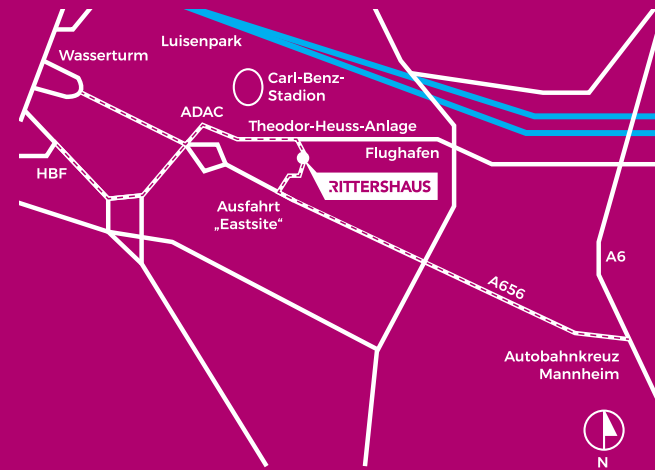 Luisenpark
Wasserturm
Carl-Benz-
Stadion
ADAC
Theodor-Heuss-Anlage
Flughafen
HBF
RITTERSHAUS
Ausfahrt
„Eastsite“
A6
A656
Autobahnkreuz
Mannheim
N